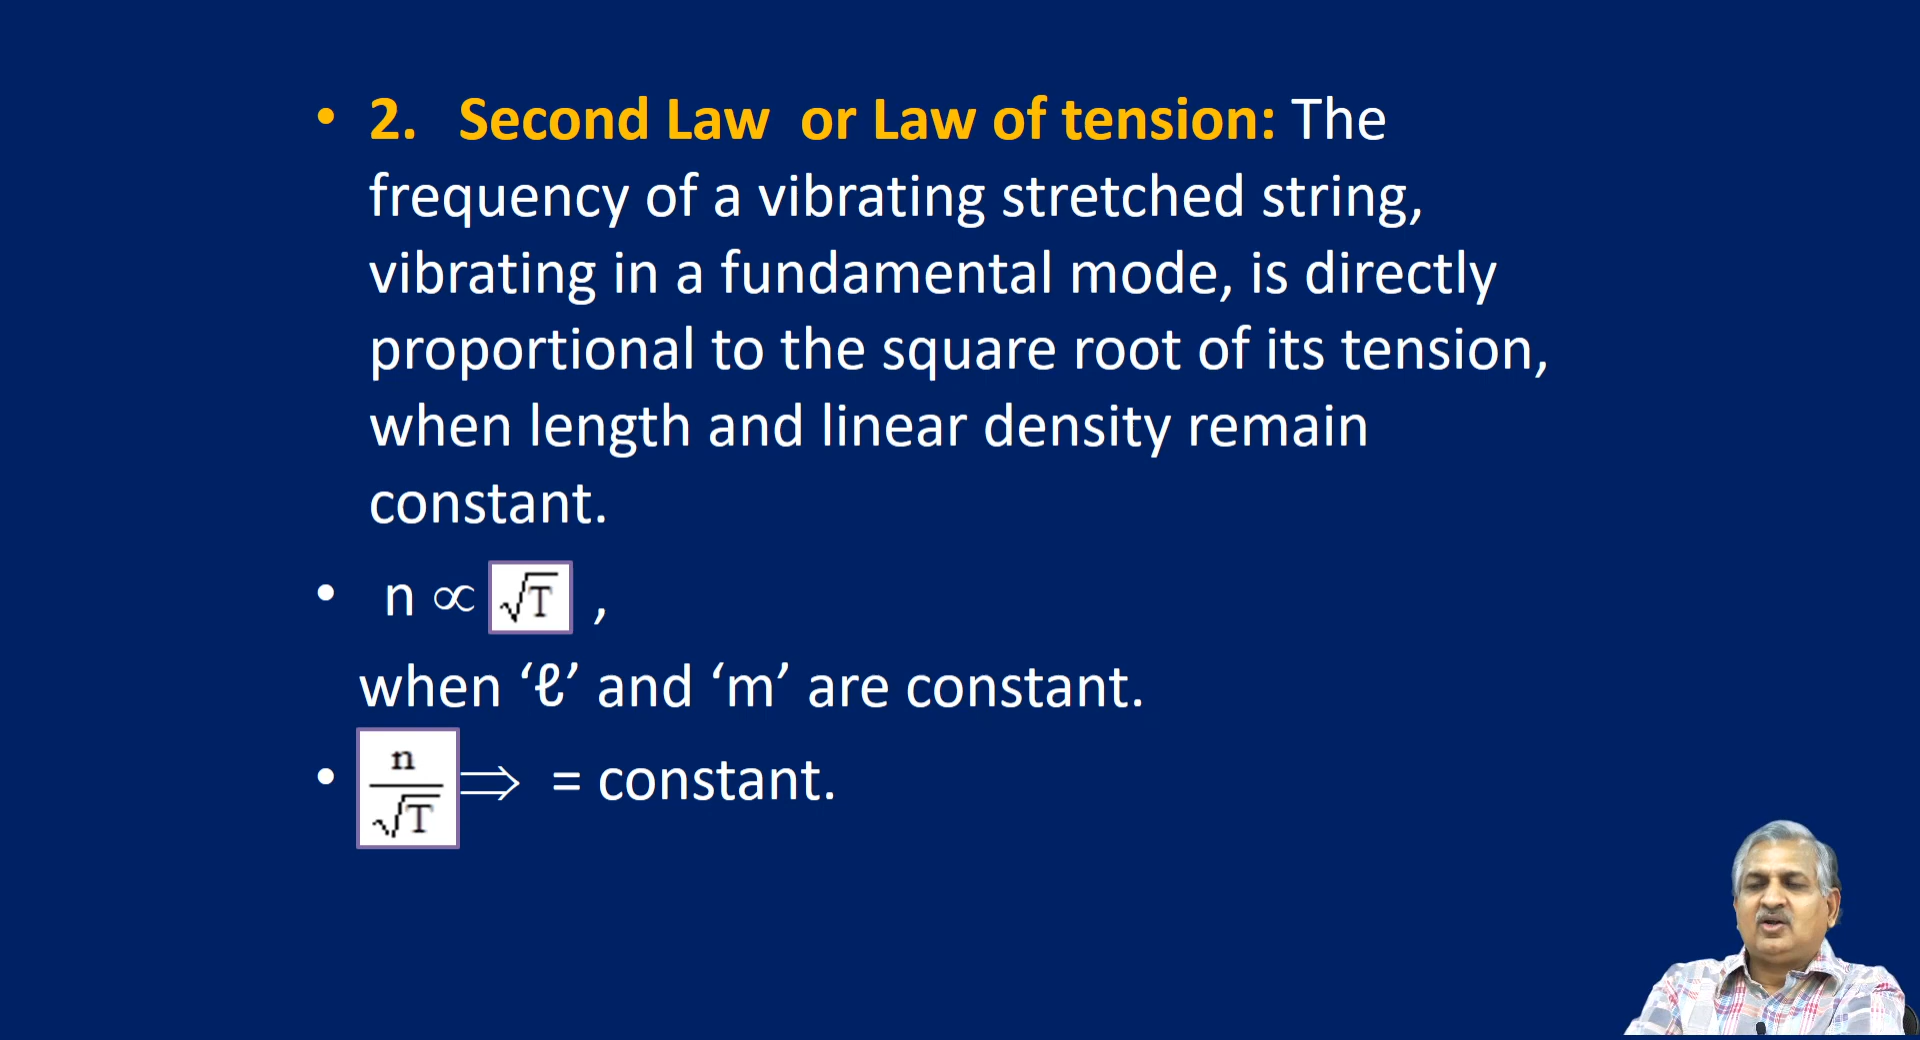 • 2. Second Law or Law of tension: The
frequency of a vibrating stretched string,
vibrating in a fundamental mode, is directly
proportional to the square root of its tension,
when length and linear density remain
constant.
• n ∝ √T ,
when ‘ℓ’ and ‘m’ are constant.
• n/√T ⇒ = constant.